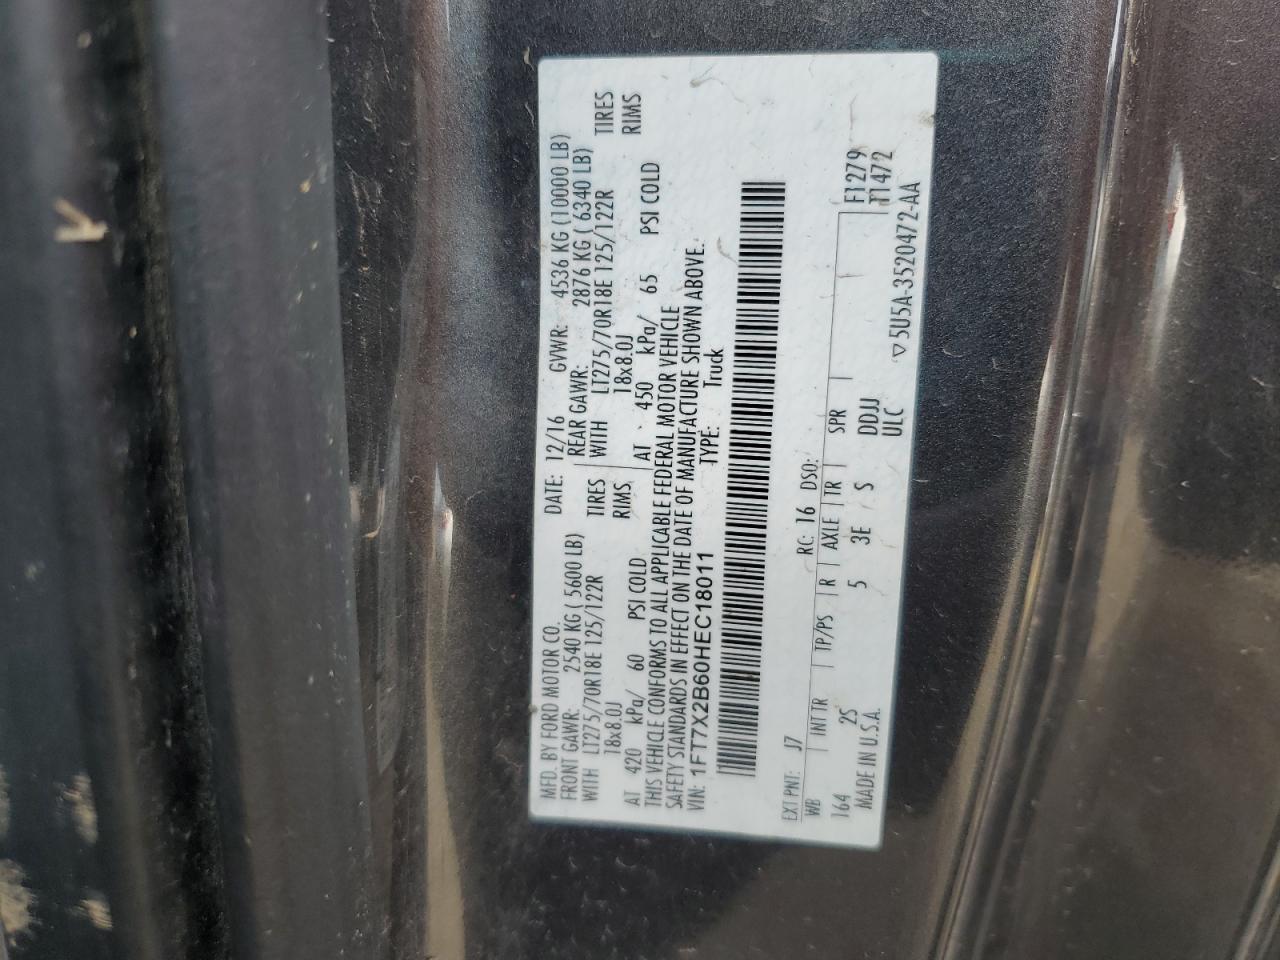 MFD. BY FORD MOTOR CO.
DATE: 12/16 GVWR: 4536 KG (10000 LB)
FRONT GAWR: 2540 KG ( 5600 LB) REAR GAWR: 2876 KG ( 6340 LB)
WITH LT275/70R18E 125/122R TIRES WITH LT275/70R18E 125/122R TIRES
18x8.0J RIMS 18x8.0J RIMS
AT 420 kPa/ 60 PSI COLD AT 450 kPa/ 65 PSI COLD
THIS VEHICLE CONFORMS TO ALL APPLICABLE FEDERAL MOTOR VEHICLE
SAFETY STANDARDS IN EFFECT ON THE DATE OF MANUFACTURE SHOWN ABOVE.
VIN: 1FT7X2B60HEC18011 TYPE: Truck
EXT PNT: J7 RC: 16 DSO:
WB INT TR TP/PS R AXLE TR SPR F1279
164 2S 5 3E S DDJJ T1472
MADE IN U.S.A. ULC ▽ 5U5A-3520472-AA